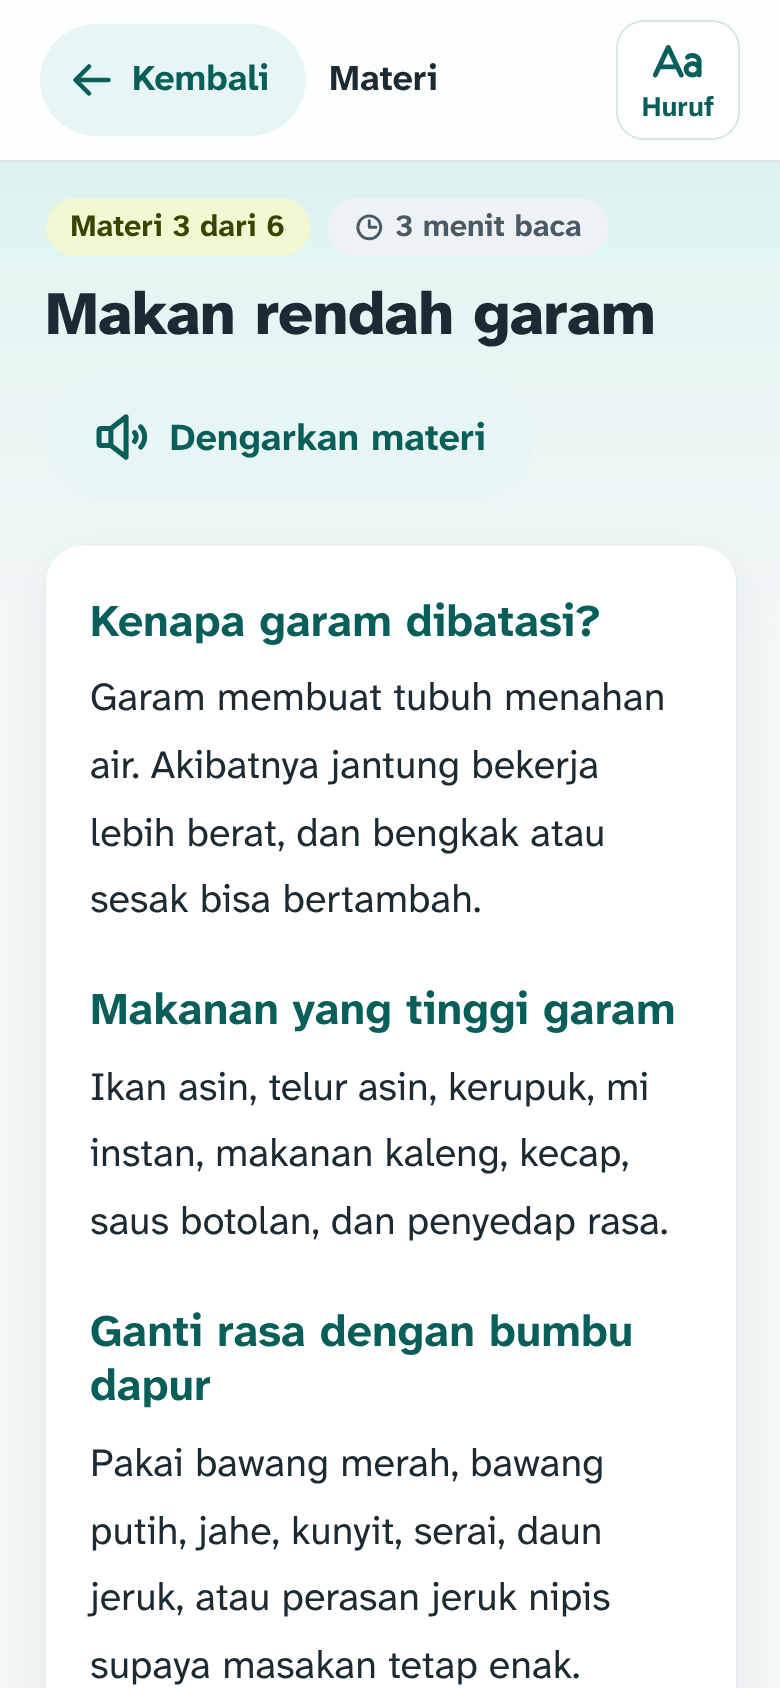 Kembali
Materi
Aa
Huruf
Materi 3 dari 6
3 menit baca
Makan rendah garam
Dengarkan materi
Kenapa garam dibatasi?
Garam membuat tubuh menahan
air. Akibatnya jantung bekerja
lebih berat, dan bengkak atau
sesak bisa bertambah.
Makanan yang tinggi garam
Ikan asin, telur asin, kerupuk, mi
instan, makanan kaleng, kecap,
saus botolan, dan penyedap rasa.
Ganti rasa dengan bumbu
dapur
Pakai bawang merah, bawang
putih, jahe, kunyit, serai, daun
jeruk, atau perasan jeruk nipis
supaya masakan tetap enak.